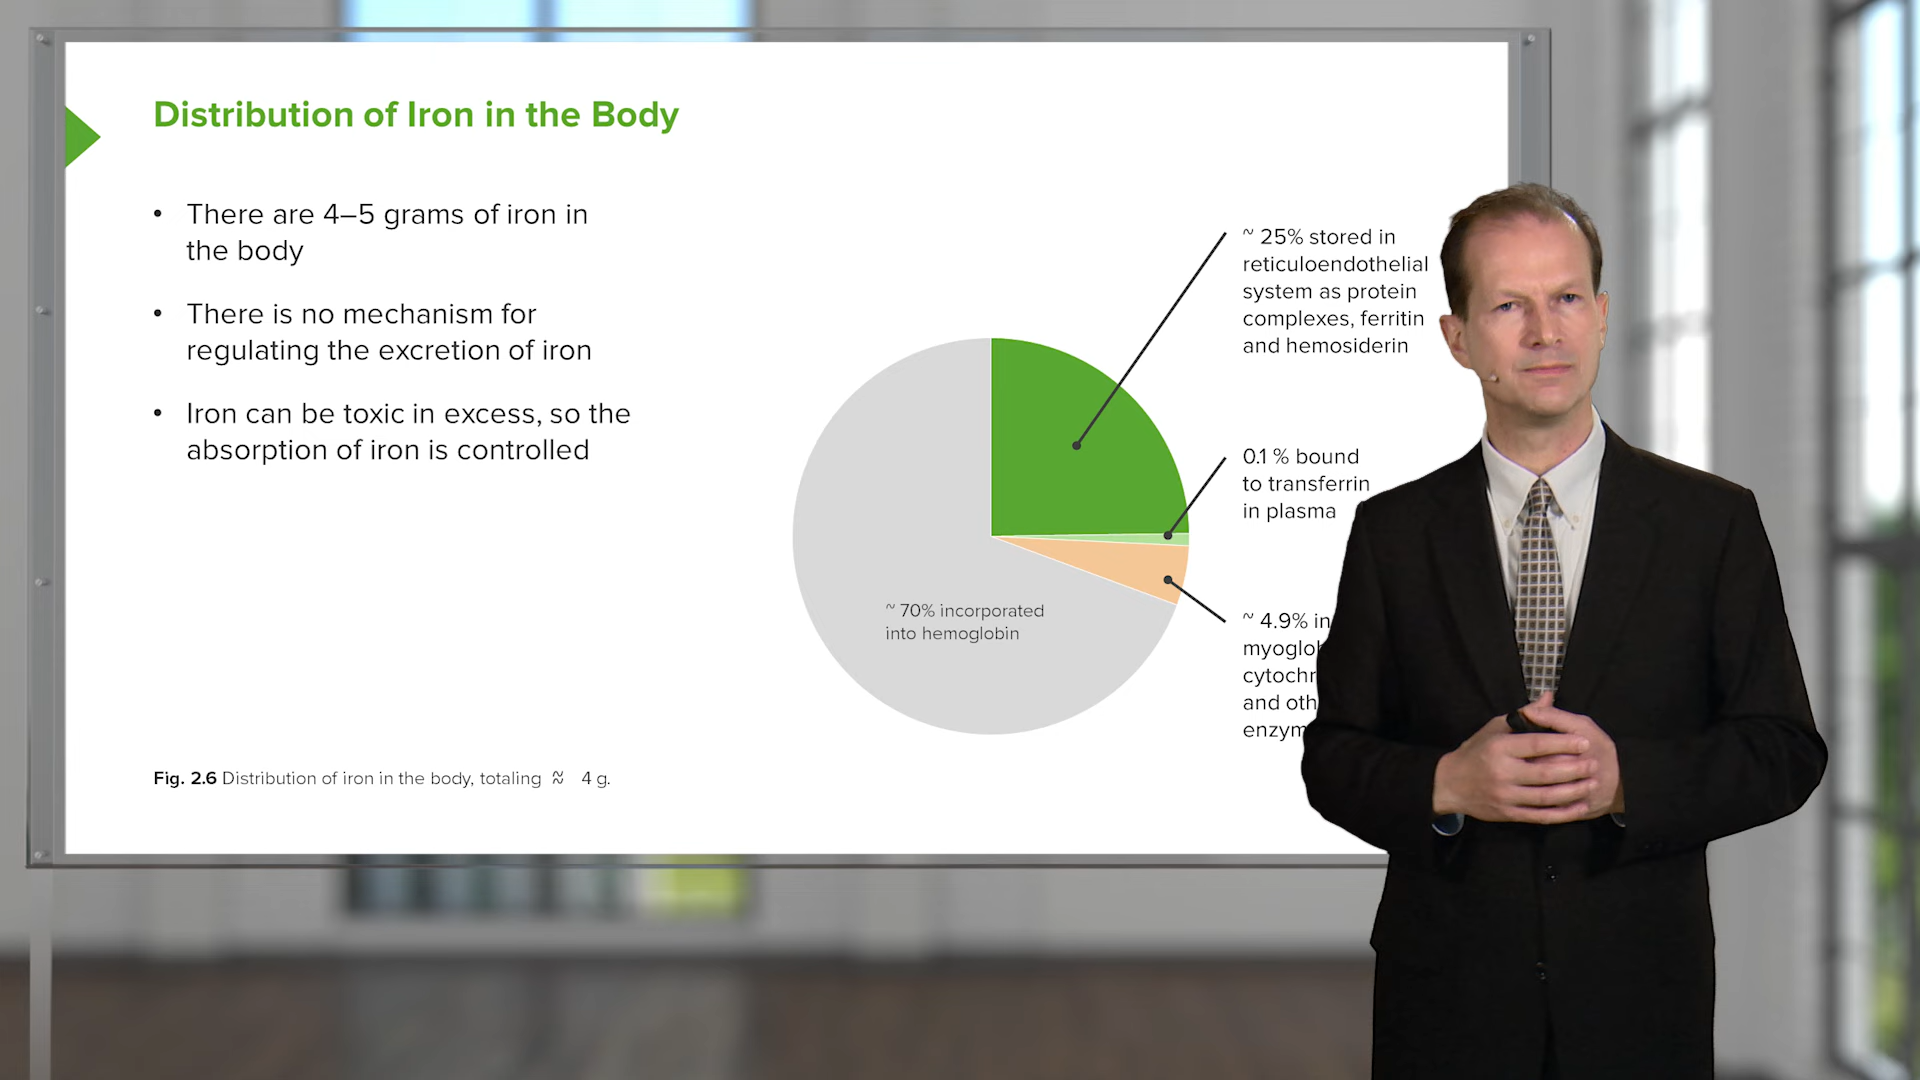 Distribution of Iron in the Body
• There are 4–5 grams of iron in
the body
• There is no mechanism for
regulating the excretion of iron
• Iron can be toxic in excess, so the
absorption of iron is controlled
~ 25% stored in
reticuloendothelial
system as protein
complexes, ferritin
and hemosiderin
0.1 % bound
to transferrin
in plasma
~ 4.9% in
and
~ 70% incorporated
into hemoglobin
Fig. 2.6 Distribution of iron in the body, totaling ≈ 4 g.